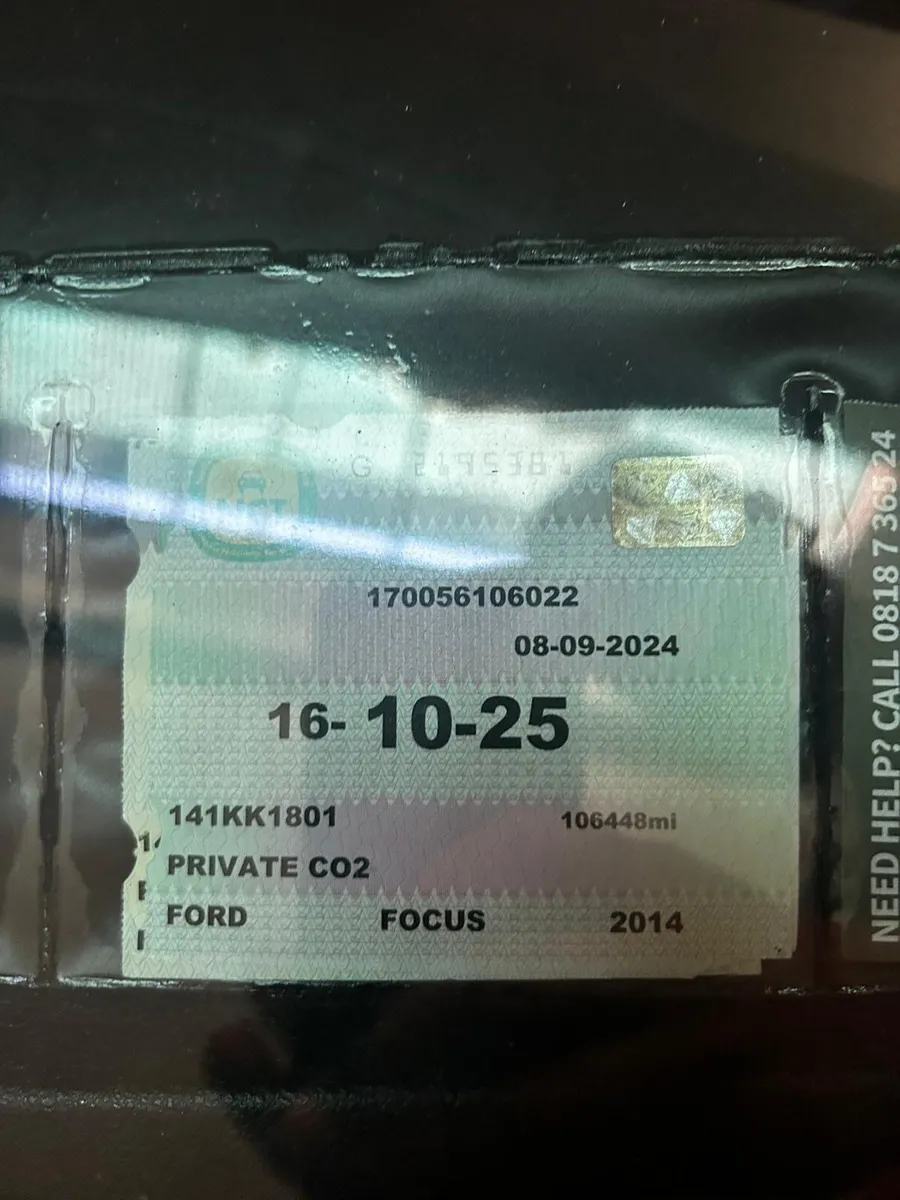 170056106022
08-09-2024
16- 10-25
141KK1801 106448mi
PRIVATE CO2
FORD FOCUS 2014
NEED HELP? CALL 0818 7 365 24